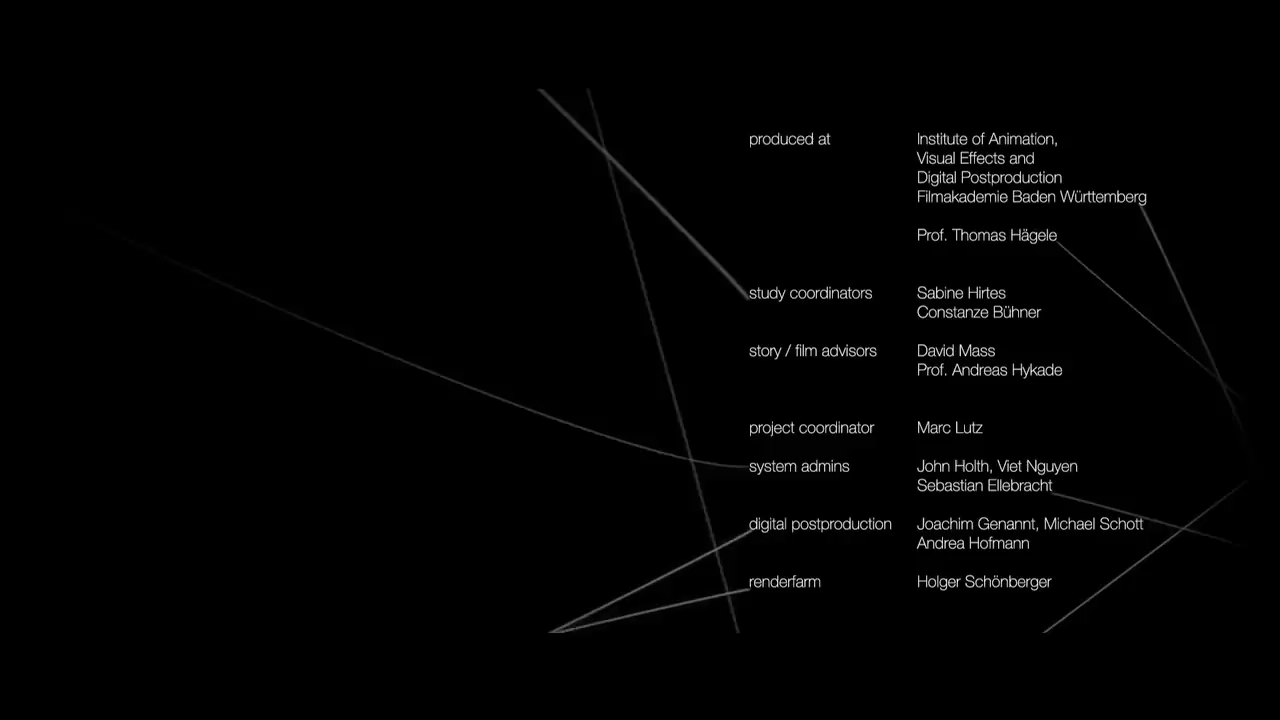 produced at Institute of Animation,
Visual Effects and
Digital Postproduction
Filmakademie Baden Württemberg
Prof. Thomas Hägele
study coordinators Sabine Hirtes
Constanze Bühner
story / film advisors David Mass
Prof. Andreas Hykade
project coordinator Marc Lutz
system admins John Holth, Viet Nguyen
Sebastian Ellebracht
digital postproduction Joachim Genannt, Michael Schott
Andrea Hofmann
renderfarm Holger Schönberger